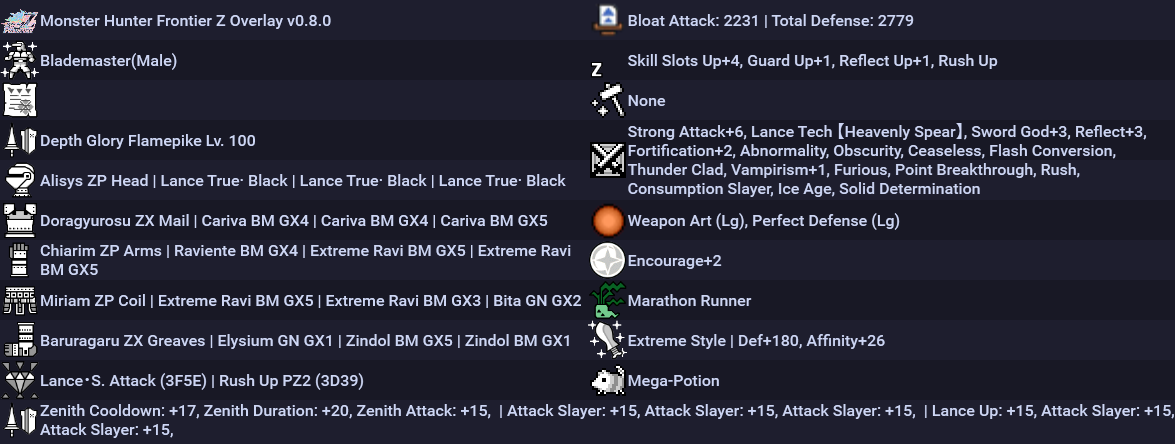 Monster Hunter Frontier Z Overlay v0.8.0
Blademaster(Male)
Depth Glory Flamepike Lv. 100
Alisys ZP Head | Lance True· Black | Lance True· Black | Lance True· Black
Doragyurosu ZX Mail | Cariva BM GX4 | Cariva BM GX4 | Cariva BM GX5
Chiarim ZP Arms | Raviente BM GX4 | Extreme Ravi BM GX5 | Extreme Ravi
BM GX5
Miriam ZP Coil | Extreme Ravi BM GX5 | Extreme Ravi BM GX3 | Bita GN GX2
Baruragaru ZX Greaves | Elysium GN GX1 | Zindol BM GX5 | Zindol BM GX1
Lance・S. Attack (3F5E) | Rush Up PZ2 (3D39)
Bloat Attack: 2231 | Total Defense: 2779
Z
Skill Slots Up+4, Guard Up+1, Reflect Up+1, Rush Up
None
Strong Attack+6, Lance Tech【Heavenly Spear】, Sword God+3, Reflect+3,
Fortification+2, Abnormality, Obscurity, Ceaseless, Flash Conversion,
Thunder Clad, Vampirism+1, Furious, Point Breakthrough, Rush,
Consumption Slayer, Ice Age, Solid Determination
Weapon Art (Lg), Perfect Defense (Lg)
Encourage+2
Marathon Runner
Extreme Style | Def+180, Affinity+26
Mega-Potion
Zenith Cooldown: +17, Zenith Duration: +20, Zenith Attack: +15,  | Attack Slayer: +15, Attack Slayer: +15, Attack Slayer: +15,  | Lance Up: +15, Attack Slayer: +15,
Attack Slayer: +15,